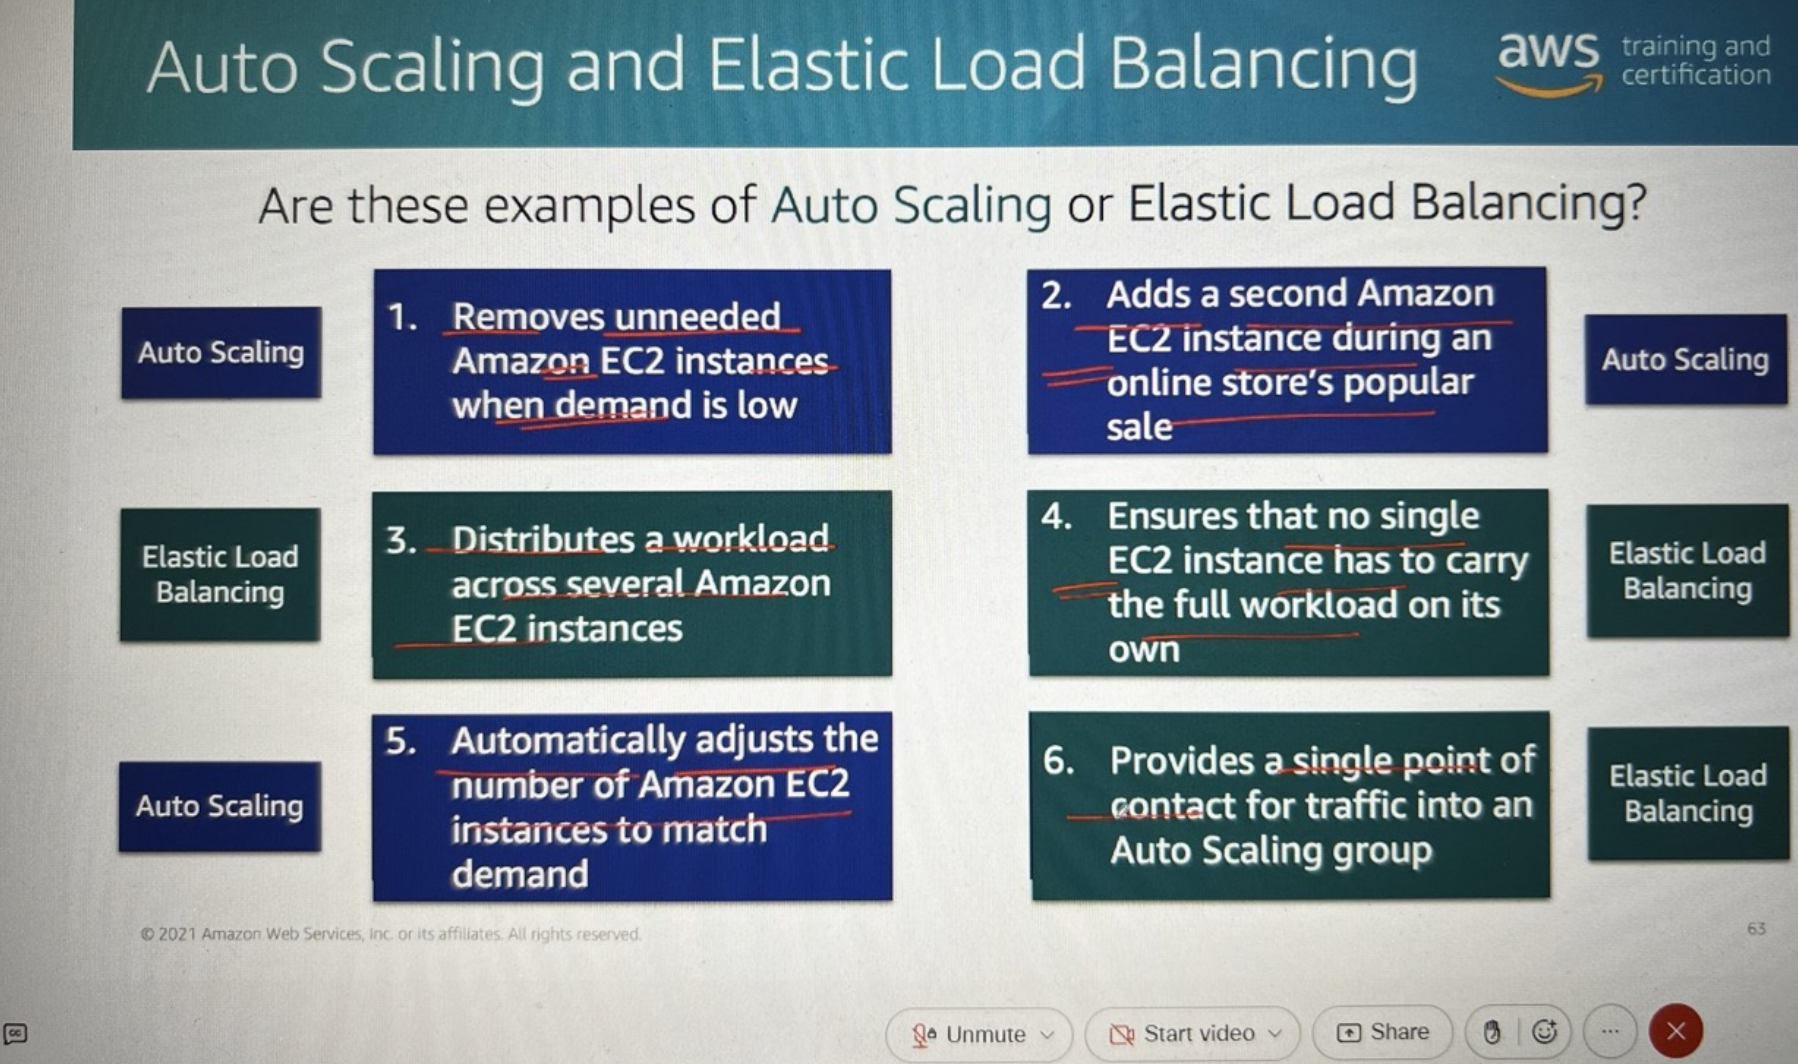 Auto Scaling and Elastic Load Balancing
aws
training and
certification
Are these examples of Auto Scaling or Elastic Load Balancing?
Auto Scaling
1. Removes unneeded
Amazon EC2 instances
when demand is low
2. Adds a second Amazon
EC2 instance during an
online store's popular
sale
Auto Scaling
Elastic Load
Balancing
3. Distributes a workload
across several Amazon
EC2 instances
4. Ensures that no single
EC2 instance has to carry
the full workload on its
own
Elastic Load
Balancing
Auto Scaling
5. Automatically adjusts the
number of Amazon EC2
instances to match
demand
6. Provides a single point of
contact for traffic into an
Auto Scaling group
Elastic Load
Balancing
© 2021 Amazon Web Services, Inc. or its affiliates. All rights reserved.
63
cc
Unmute
Start video
Share